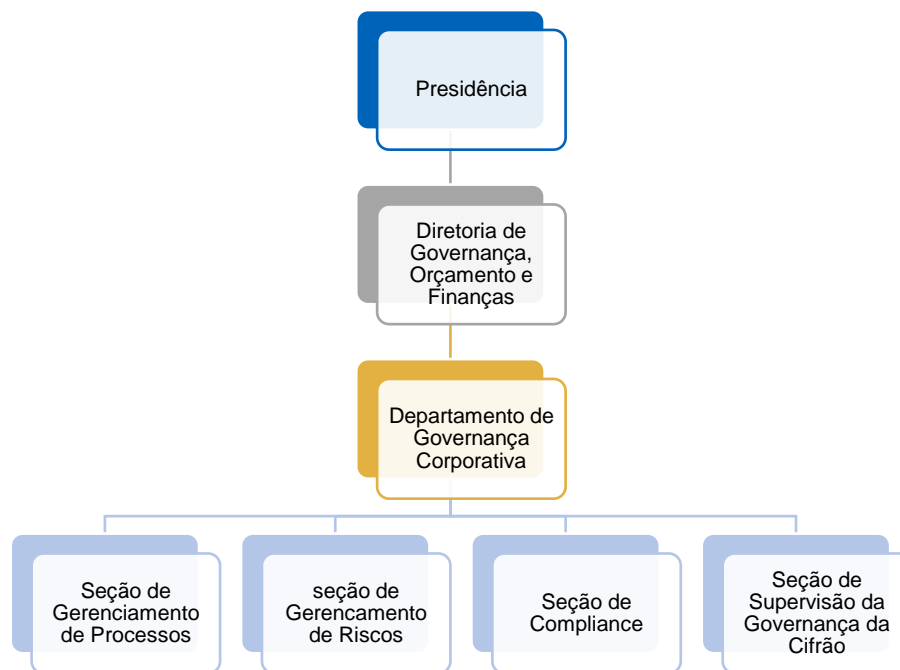 Presidência
Diretoria de
Governança,
Orçamento e
Finanças
Departamento de
Governança
Corporativa
Seção de
Gerenciamento
de Processos
seção de
Gerencamento
de Riscos
Seção de
Compliance
Seção de
Supervisão da
Governança da
Cifrão